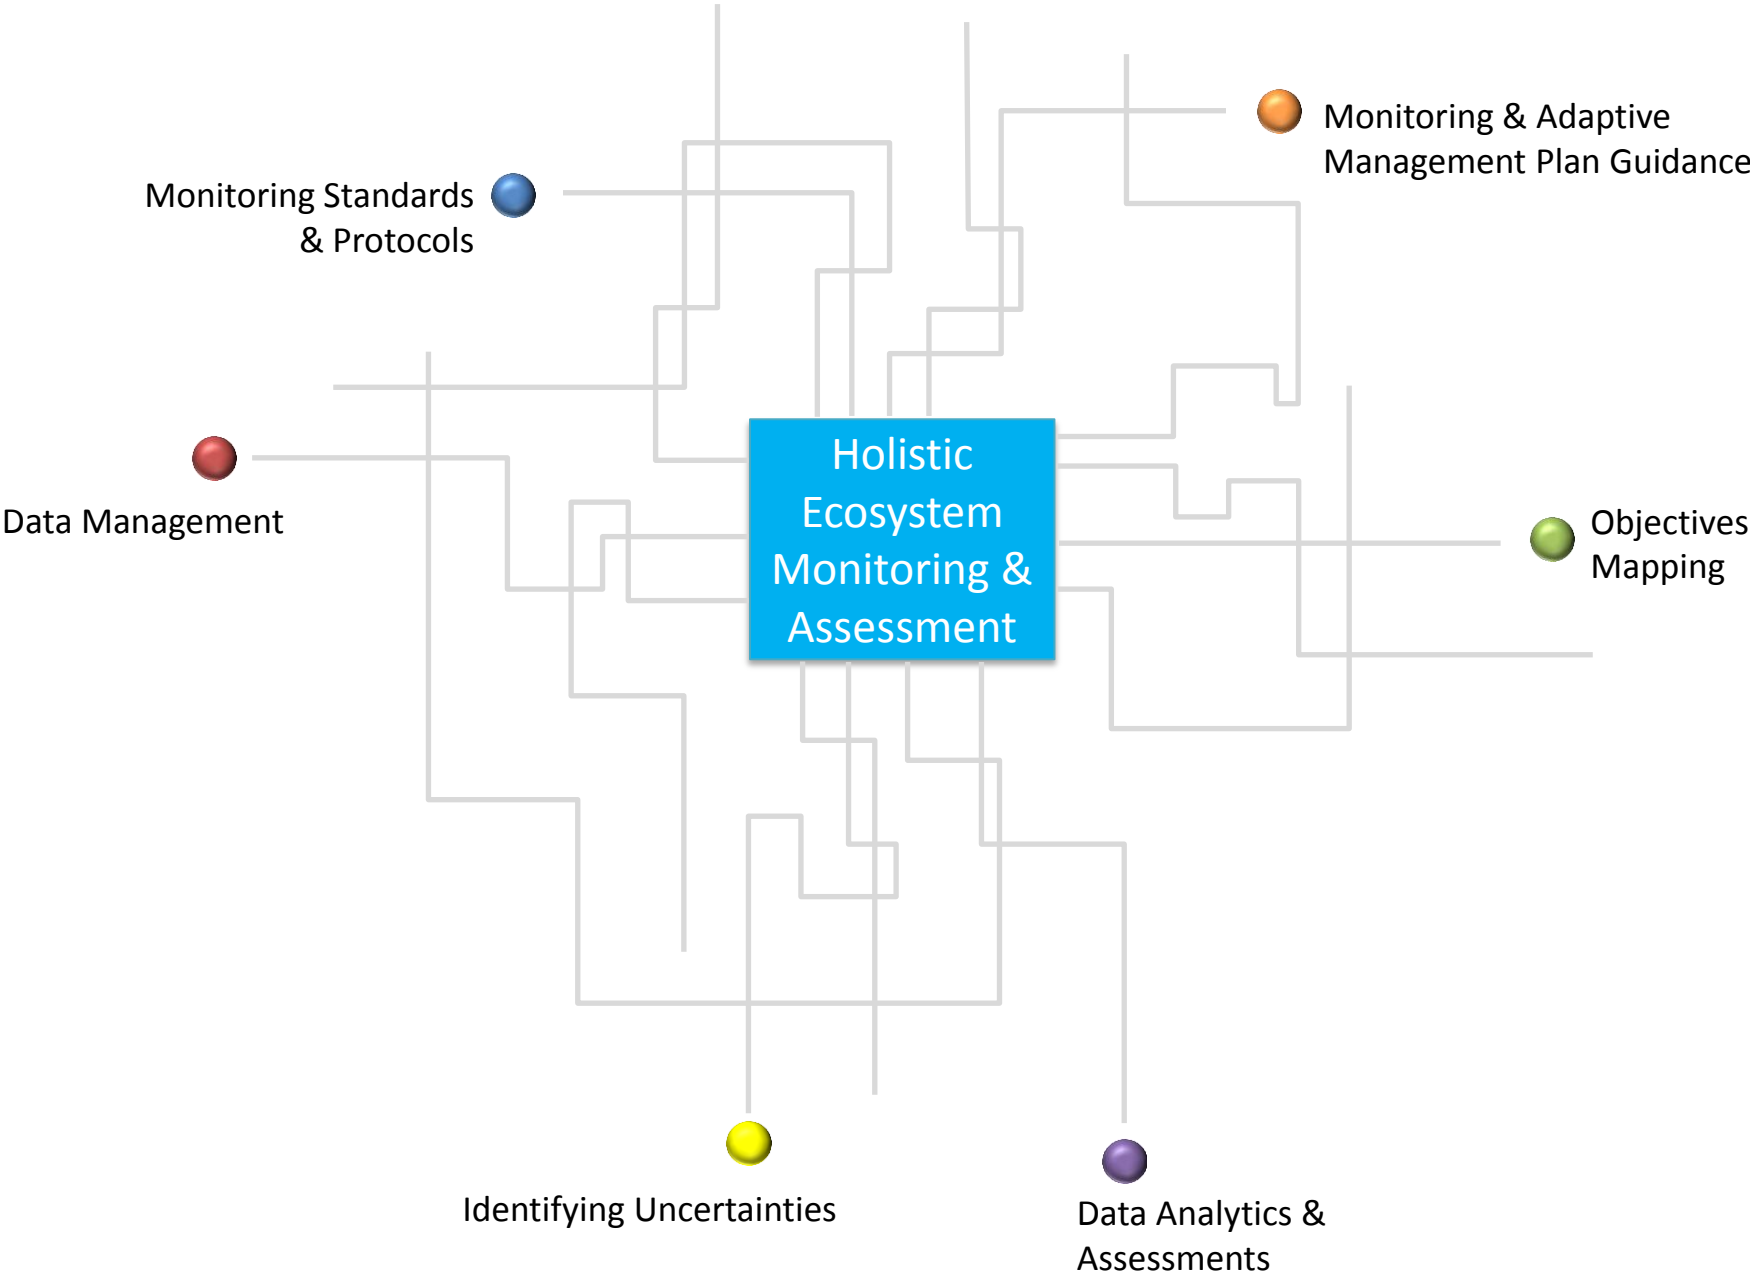 Monitoring & Adaptive
Management Plan Guidance
Monitoring Standards
& Protocols
Holistic
Ecosystem
Monitoring &
Assessment
Data Management
Objectives
Mapping
Identifying Uncertainties
Data Analytics &
Assessments